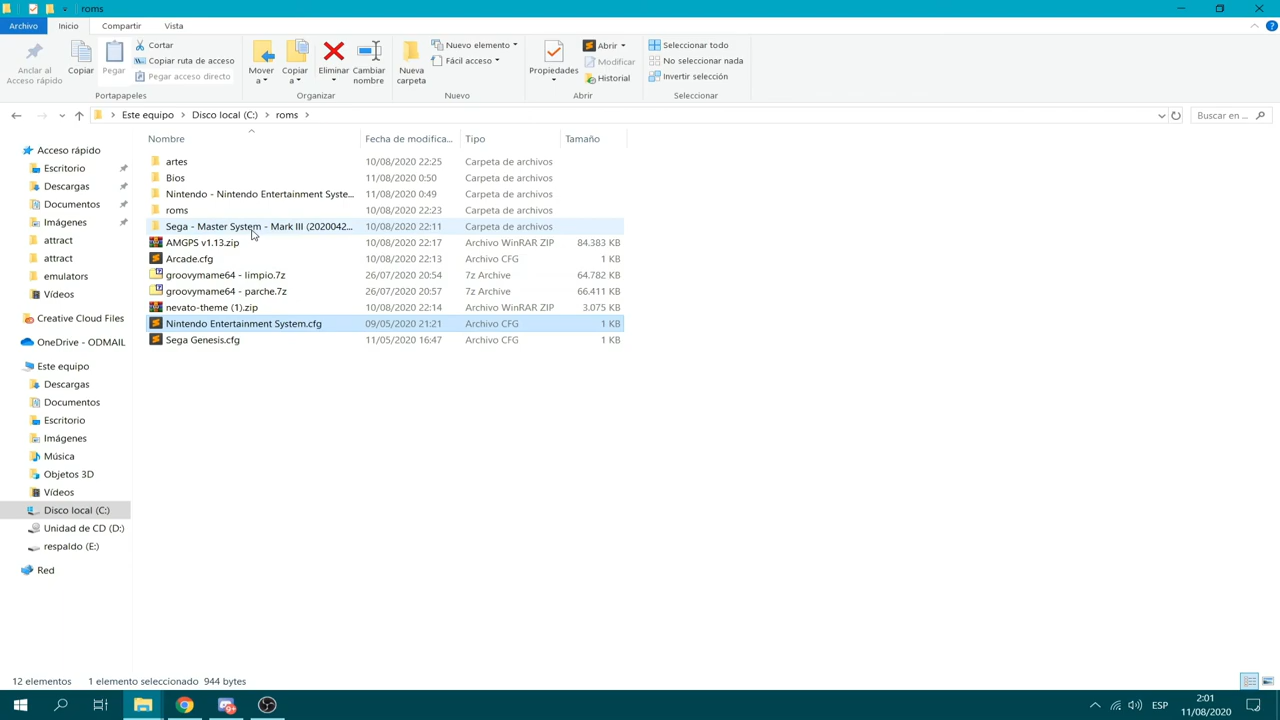 roms
Archivo Inicio Compartir Vista
Anclar al Acceso rápido
Copiar
Pegar
Cortar
Copiar ruta de acceso
Pegar acceso directo
Portapapeles
Mover a
Copiar a
Eliminar
Cambiar nombre
Organizar
Nueva carpeta
Nuevo elemento
Fácil acceso
Nuevo
Propiedades
Abrir
Modificar
Historial
Abrir
Seleccionar todo
No seleccionar nada
Invertir selección
Seleccionar
Este equipo > Disco local (C:) > roms >
Buscar en ...
Nombre Fecha de modifica... Tipo Tamaño
Acceso rápido
Escritorio
Descargas
Documentos
Imágenes
attract
attract
emulators
Vídeos
Creative Cloud Files
OneDrive - ODMAIL
Este equipo
Descargas
Documentos
Escritorio
Imágenes
Música
Objetos 3D
Vídeos
Disco local (C:)
Unidad de CD (D:)
respaldo (E:)
Red
artes 10/08/2020 22:25 Carpeta de archivos
Bios 11/08/2020 0:50 Carpeta de archivos
Nintendo - Nintendo Entertainment Syste... 11/08/2020 0:49 Carpeta de archivos
roms 10/08/2020 22:23 Carpeta de archivos
Sega - Master System - Mark III (2020042... 10/08/2020 22:11 Carpeta de archivos
AMGPS v1.13.zip 10/08/2020 22:17 Archivo WinRAR ZIP 84.383 KB
Arcade.cfg 10/08/2020 22:13 Archivo CFG 1 KB
groovymame64 - limpio.7z 26/07/2020 20:54 7z Archive 64.782 KB
groovymame64 - parche.7z 26/07/2020 20:57 7z Archive 66.411 KB
nevato-theme (1).zip 10/08/2020 22:14 Archivo WinRAR ZIP 3.075 KB
Nintendo Entertainment System.cfg 09/05/2020 21:21 Archivo CFG 1 KB
Sega Genesis.cfg 11/05/2020 16:47 Archivo CFG 1 KB
12 elementos 1 elemento seleccionado 944 bytes
ESP
2:01
11/08/2020